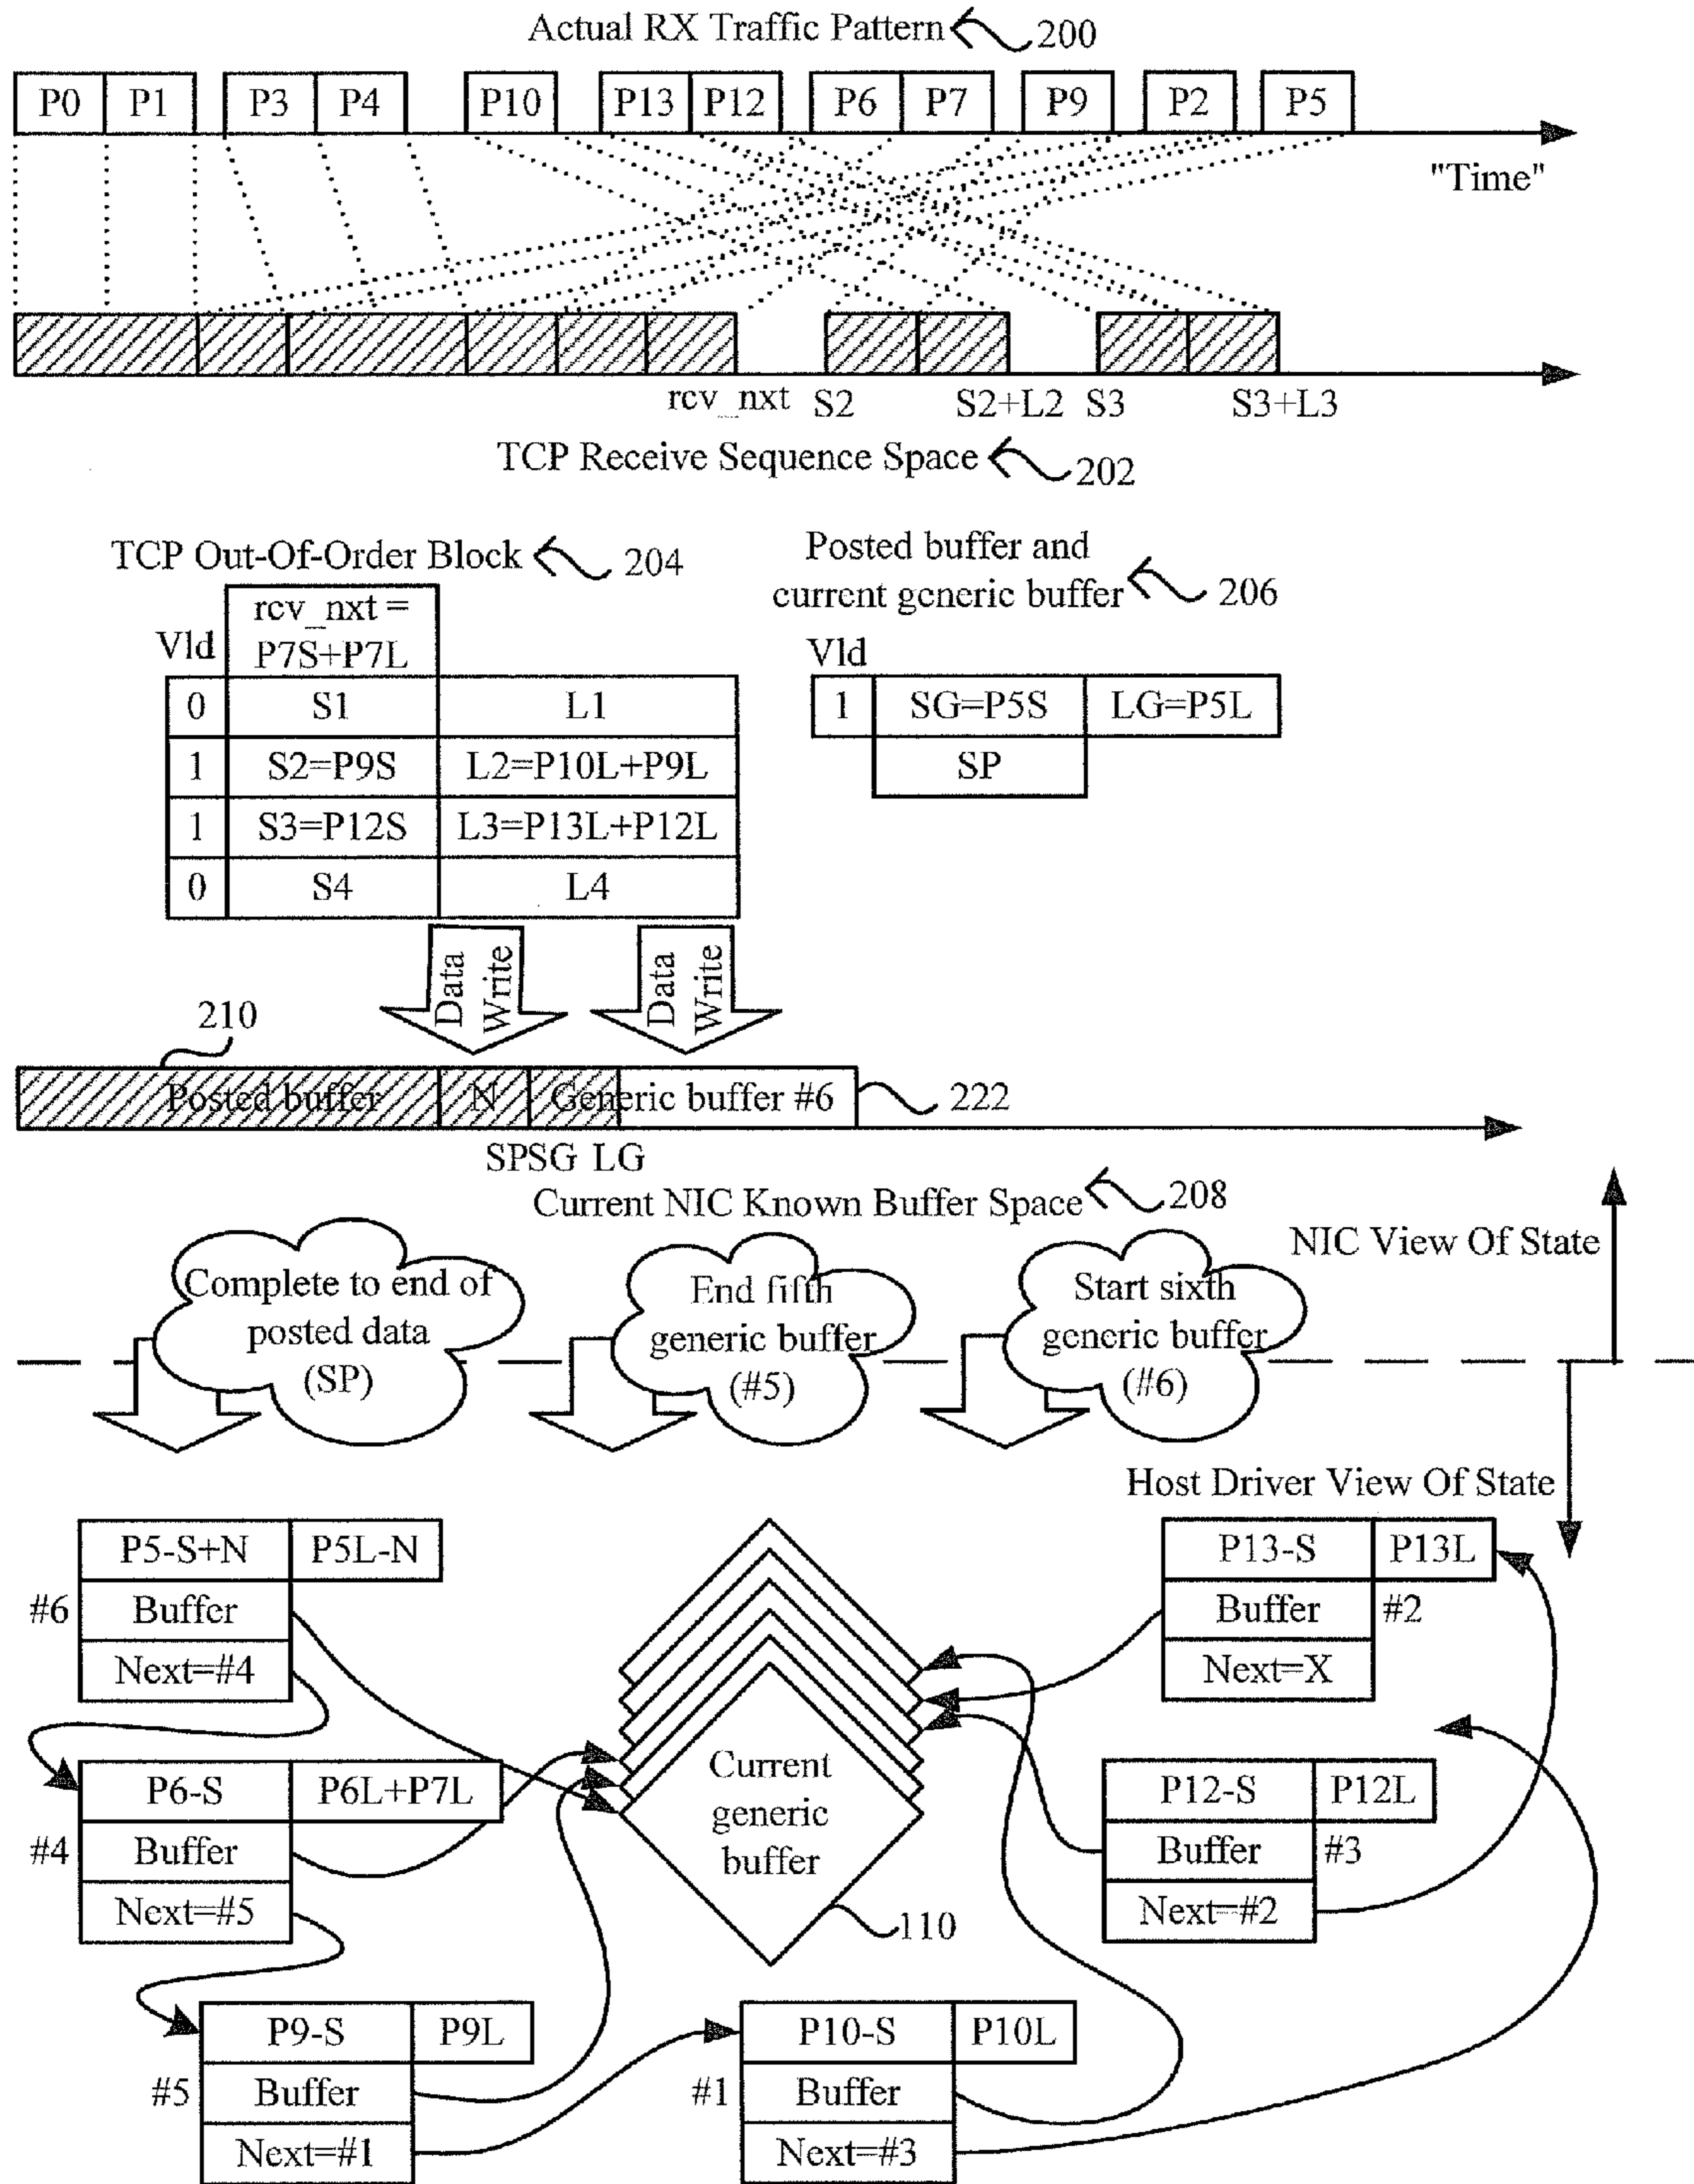 Actual RX Traffic Pattern 200
P0 P1 P3 P4 P10 P13 P12 P6 P7 P9 P2 P5
"Time"
rcv_nxt S2 S2+L2 S3 S3+L3
TCP Receive Sequence Space 202
TCP Out-Of-Order Block 204
Posted buffer and
current generic buffer 206
rcv_nxt =
Vld P7S+P7L
0 S1 L1
1 S2=P9S L2=P10L+P9L
1 S3=P12S L3=P13L+P12L
0 S4 L4
Vld
1 SG=P5S LG=P5L
SP
Data Write
Data Write
210
Posted buffer N Generic buffer #6 222
SPSG LG
Current NIC Known Buffer Space 208
NIC View Of State
Complete to end of
posted data
(SP)
End fifth
generic buffer
(#5)
Start sixth
generic buffer
(#6)
Host Driver View Of State
P5-S+N P5L-N
#6 Buffer
Next=#4
P13-S P13L
Buffer #2
Next=X
P6-S P6L+P7L
#4 Buffer
Next=#5
Current
generic
buffer
110
P12-S P12L
Buffer #3
Next=#2
P9-S P9L
#5 Buffer
Next=#1
P10-S P10L
#1 Buffer
Next=#3